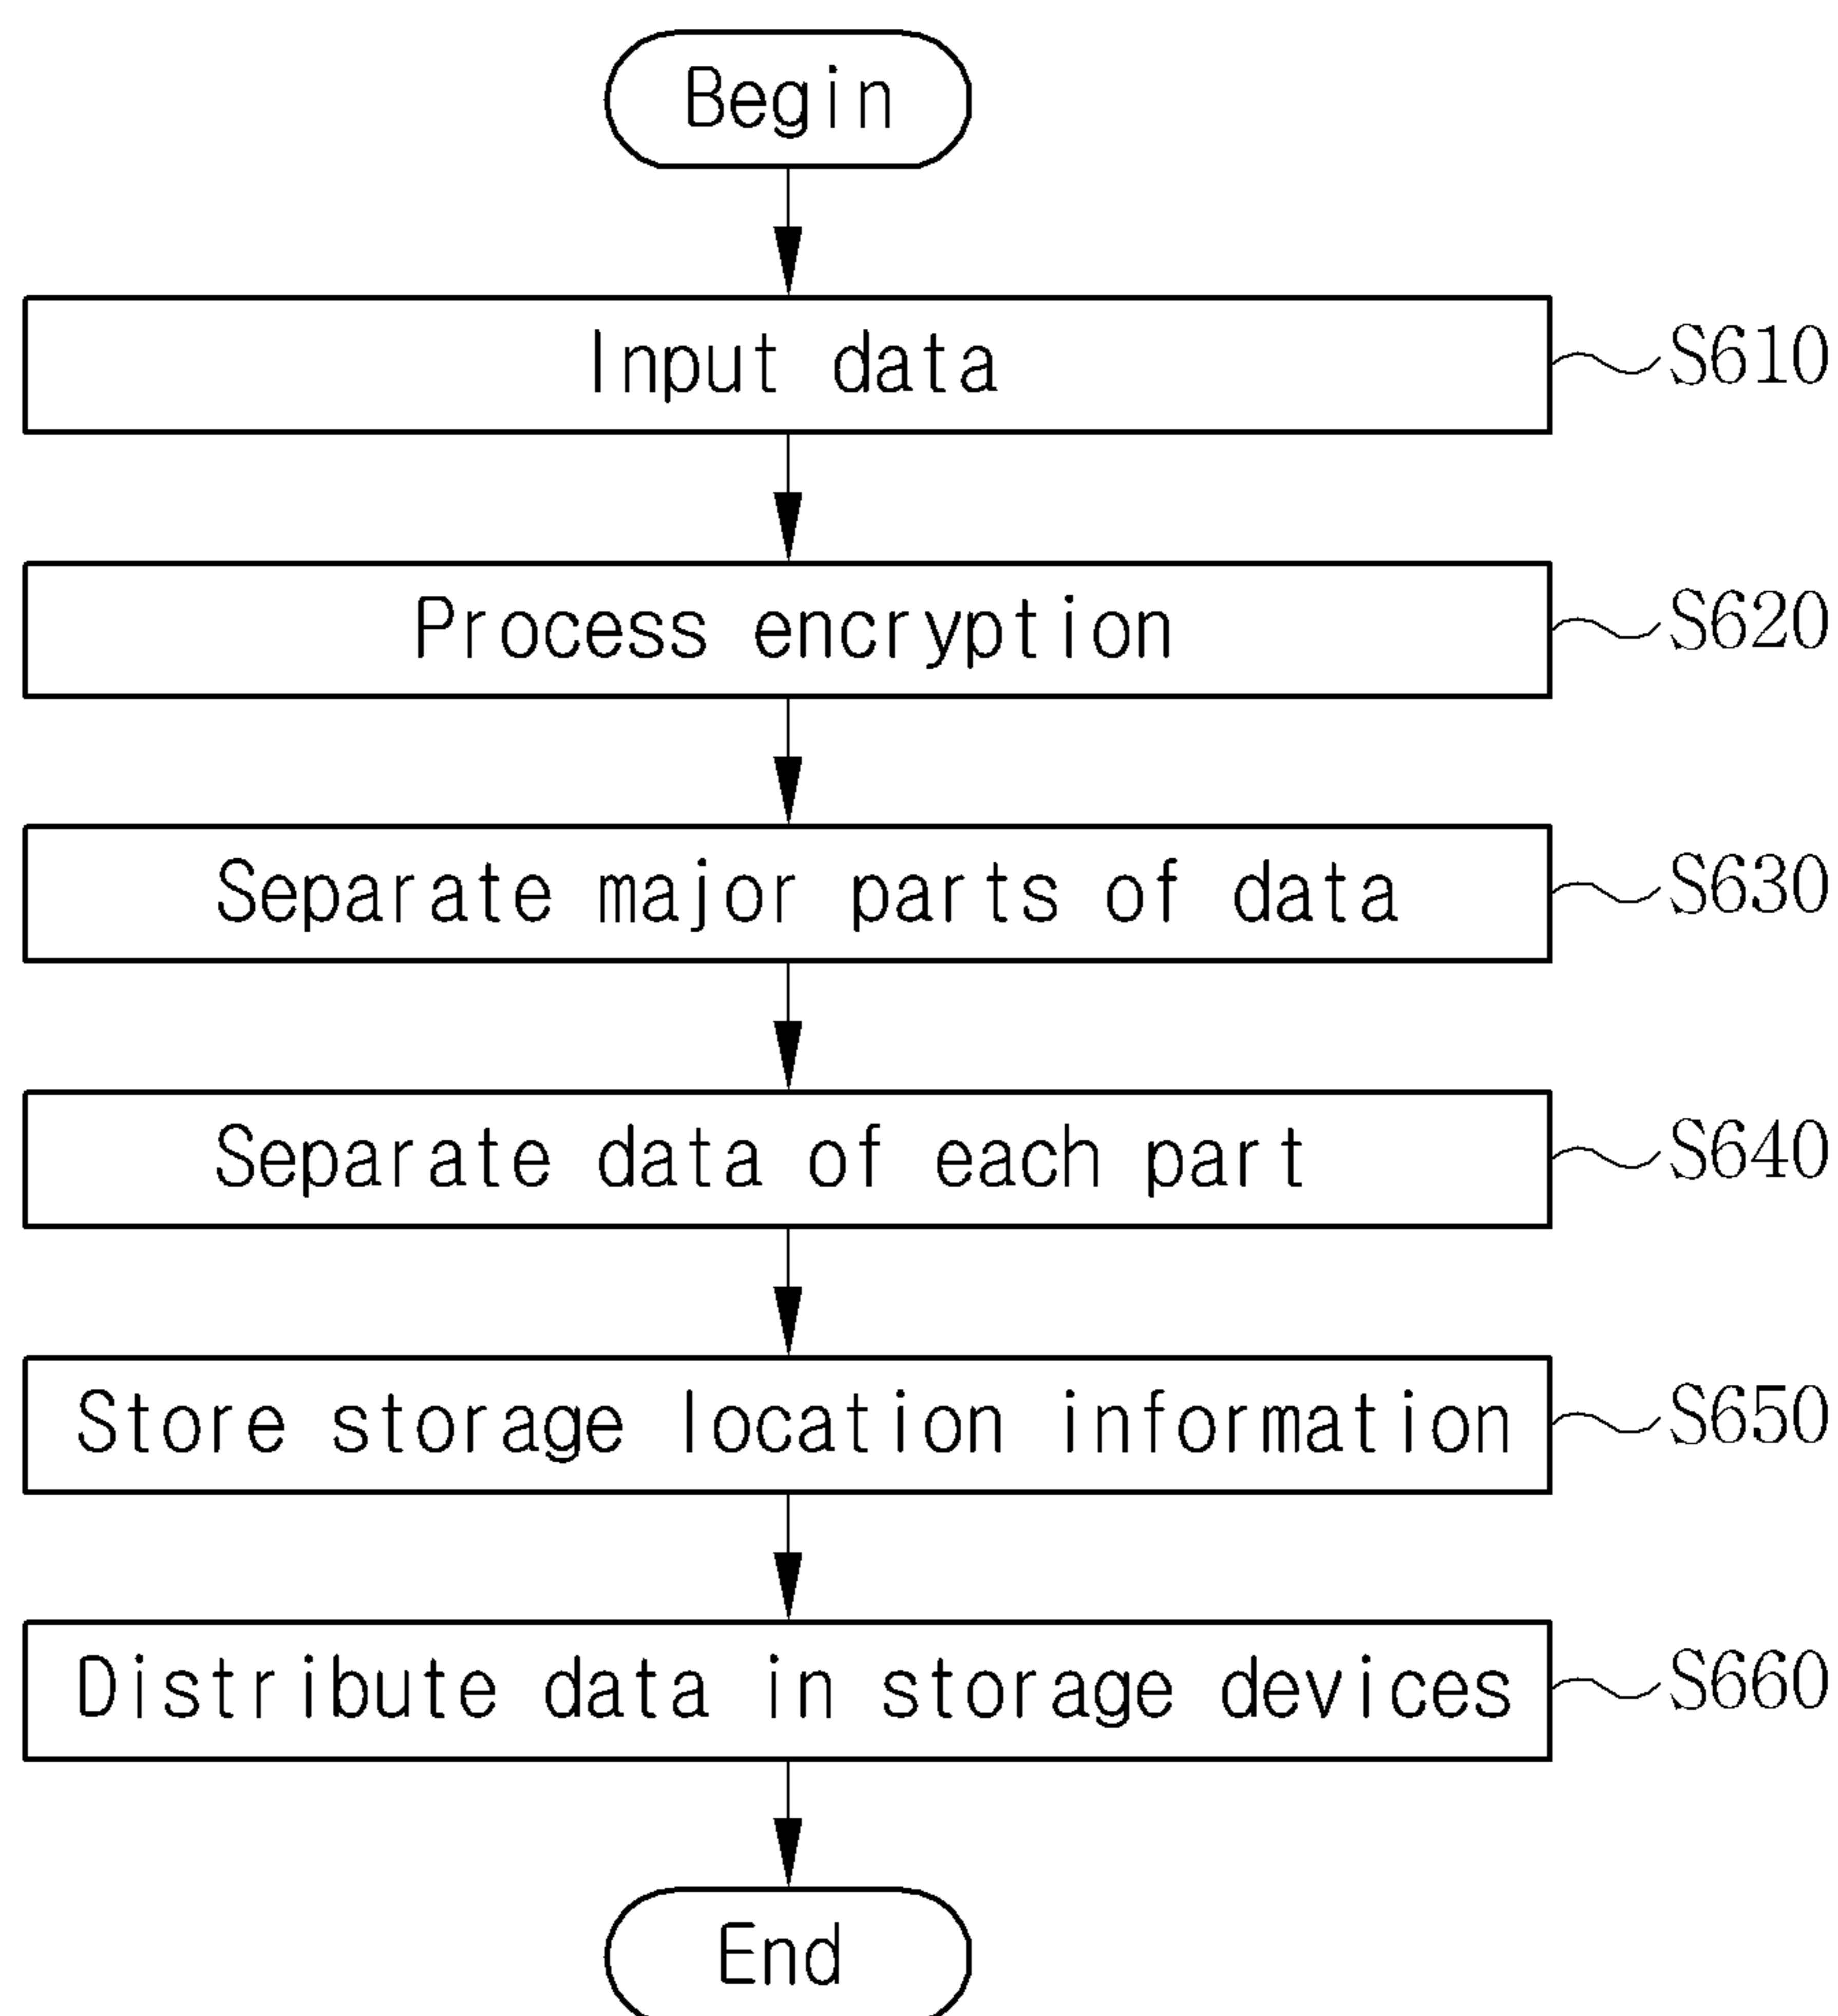 Begin
Input data
S610
Process encryption
S620
Separate major parts of data
S630
Separate data of each part
S640
Store storage location information
S650
Distribute data in storage devices
S660
End